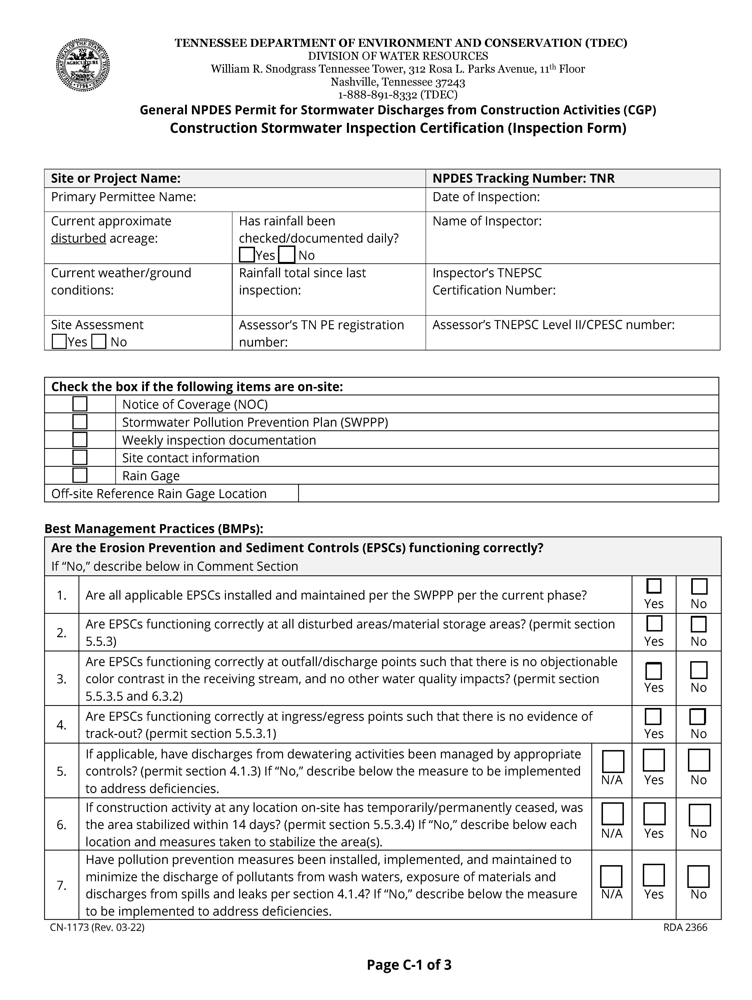 THE GREAT SEAL OF THE STATE OF TENNESSEE
XVI
AGRICULTURE
COMMERCE
1796
TENNESSEE DEPARTMENT OF ENVIRONMENT AND CONSERVATION (TDEC)
DIVISION OF WATER RESOURCES
William R. Snodgrass Tennessee Tower, 312 Rosa L. Parks Avenue, 11th Floor
Nashville, Tennessee 37243
1-888-891-8332 (TDEC)
General NPDES Permit for Stormwater Discharges from Construction Activities (CGP)
Construction Stormwater Inspection Certification (Inspection Form)
Site or Project Name:
NPDES Tracking Number: TNR
Primary Permittee Name:
Date of Inspection:
Current approximate
disturbed acreage:
Has rainfall been
checked/documented daily?
Yes No
Name of Inspector:
Current weather/ground
conditions:
Rainfall total since last
inspection:
Inspector’s TNEPSC
Certification Number:
Site Assessment
Yes No
Assessor’s TN PE registration
number:
Assessor’s TNEPSC Level II/CPESC number:
Check the box if the following items are on-site:
Notice of Coverage (NOC)
Stormwater Pollution Prevention Plan (SWPPP)
Weekly inspection documentation
Site contact information
Rain Gage
Off-site Reference Rain Gage Location
Best Management Practices (BMPs):
Are the Erosion Prevention and Sediment Controls (EPSCs) functioning correctly?
If “No,” describe below in Comment Section
1.
Are all applicable EPSCs installed and maintained per the SWPPP per the current phase?
Yes
No
2.
Are EPSCs functioning correctly at all disturbed areas/material storage areas? (permit section
5.5.3)
Yes
No
3.
Are EPSCs functioning correctly at outfall/discharge points such that there is no objectionable
color contrast in the receiving stream, and no other water quality impacts? (permit section
5.5.3.5 and 6.3.2)
Yes
No
4.
Are EPSCs functioning correctly at ingress/egress points such that there is no evidence of
track-out? (permit section 5.5.3.1)
Yes
No
5.
If applicable, have discharges from dewatering activities been managed by appropriate
controls? (permit section 4.1.3) If “No,” describe below the measure to be implemented
to address deficiencies.
N/A
Yes
No
6.
If construction activity at any location on-site has temporarily/permanently ceased, was
the area stabilized within 14 days? (permit section 5.5.3.4) If “No,” describe below each
location and measures taken to stabilize the area(s).
N/A
Yes
No
7.
Have pollution prevention measures been installed, implemented, and maintained to
minimize the discharge of pollutants from wash waters, exposure of materials and
discharges from spills and leaks per section 4.1.4? If “No,” describe below the measure
to be implemented to address deficiencies.
N/A
Yes
No
CN-1173 (Rev. 03-22)
RDA 2366
Page C-1 of 3